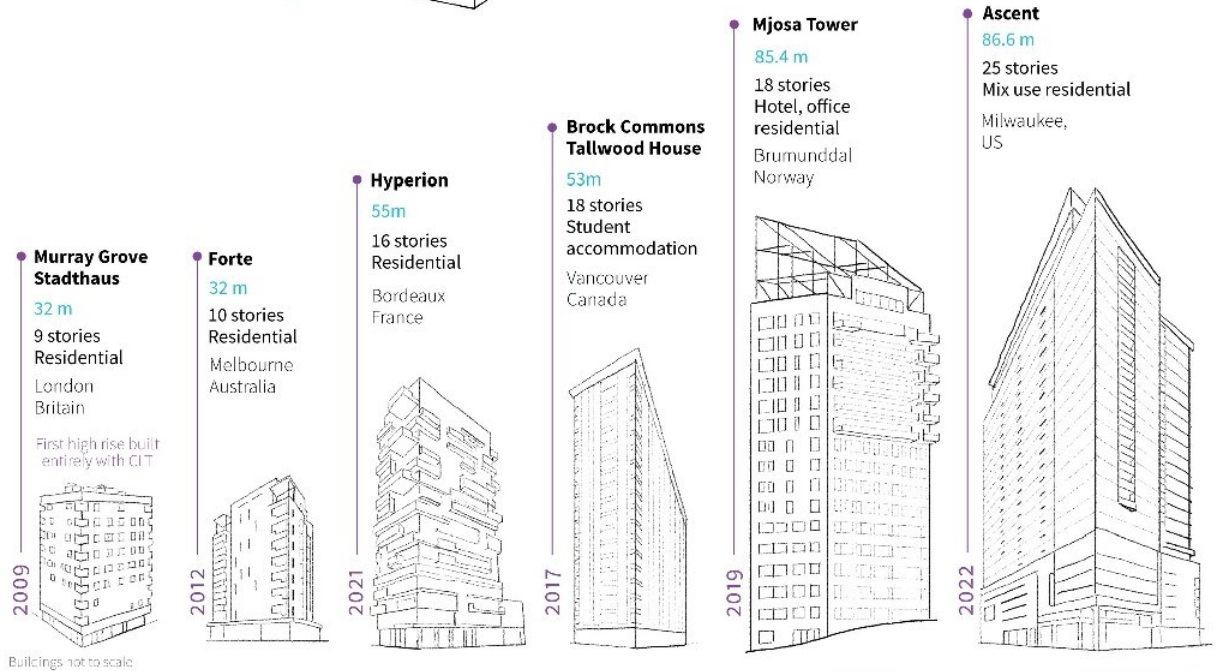 Murray Grove
Stadthaus
32 m
9 stories
Residential
London
Britain
First high rise built
entirely with CLT
2009
Forte
32 m
10 stories
Residential
Melbourne
Australia
2012
Hyperion
55m
16 stories
Residential
Bordeaux
France
2021
Brock Commons
Tallwood House
53m
18 stories
Student
accommodation
Vancouver
Canada
2017
Mjosa Tower
85.4 m
18 stories
Hotel, office
residential
Brumunddal
Norway
2019
Ascent
86.6 m
25 stories
Mix use residential
Milwaukee,
US
2022
Buildings not to scale